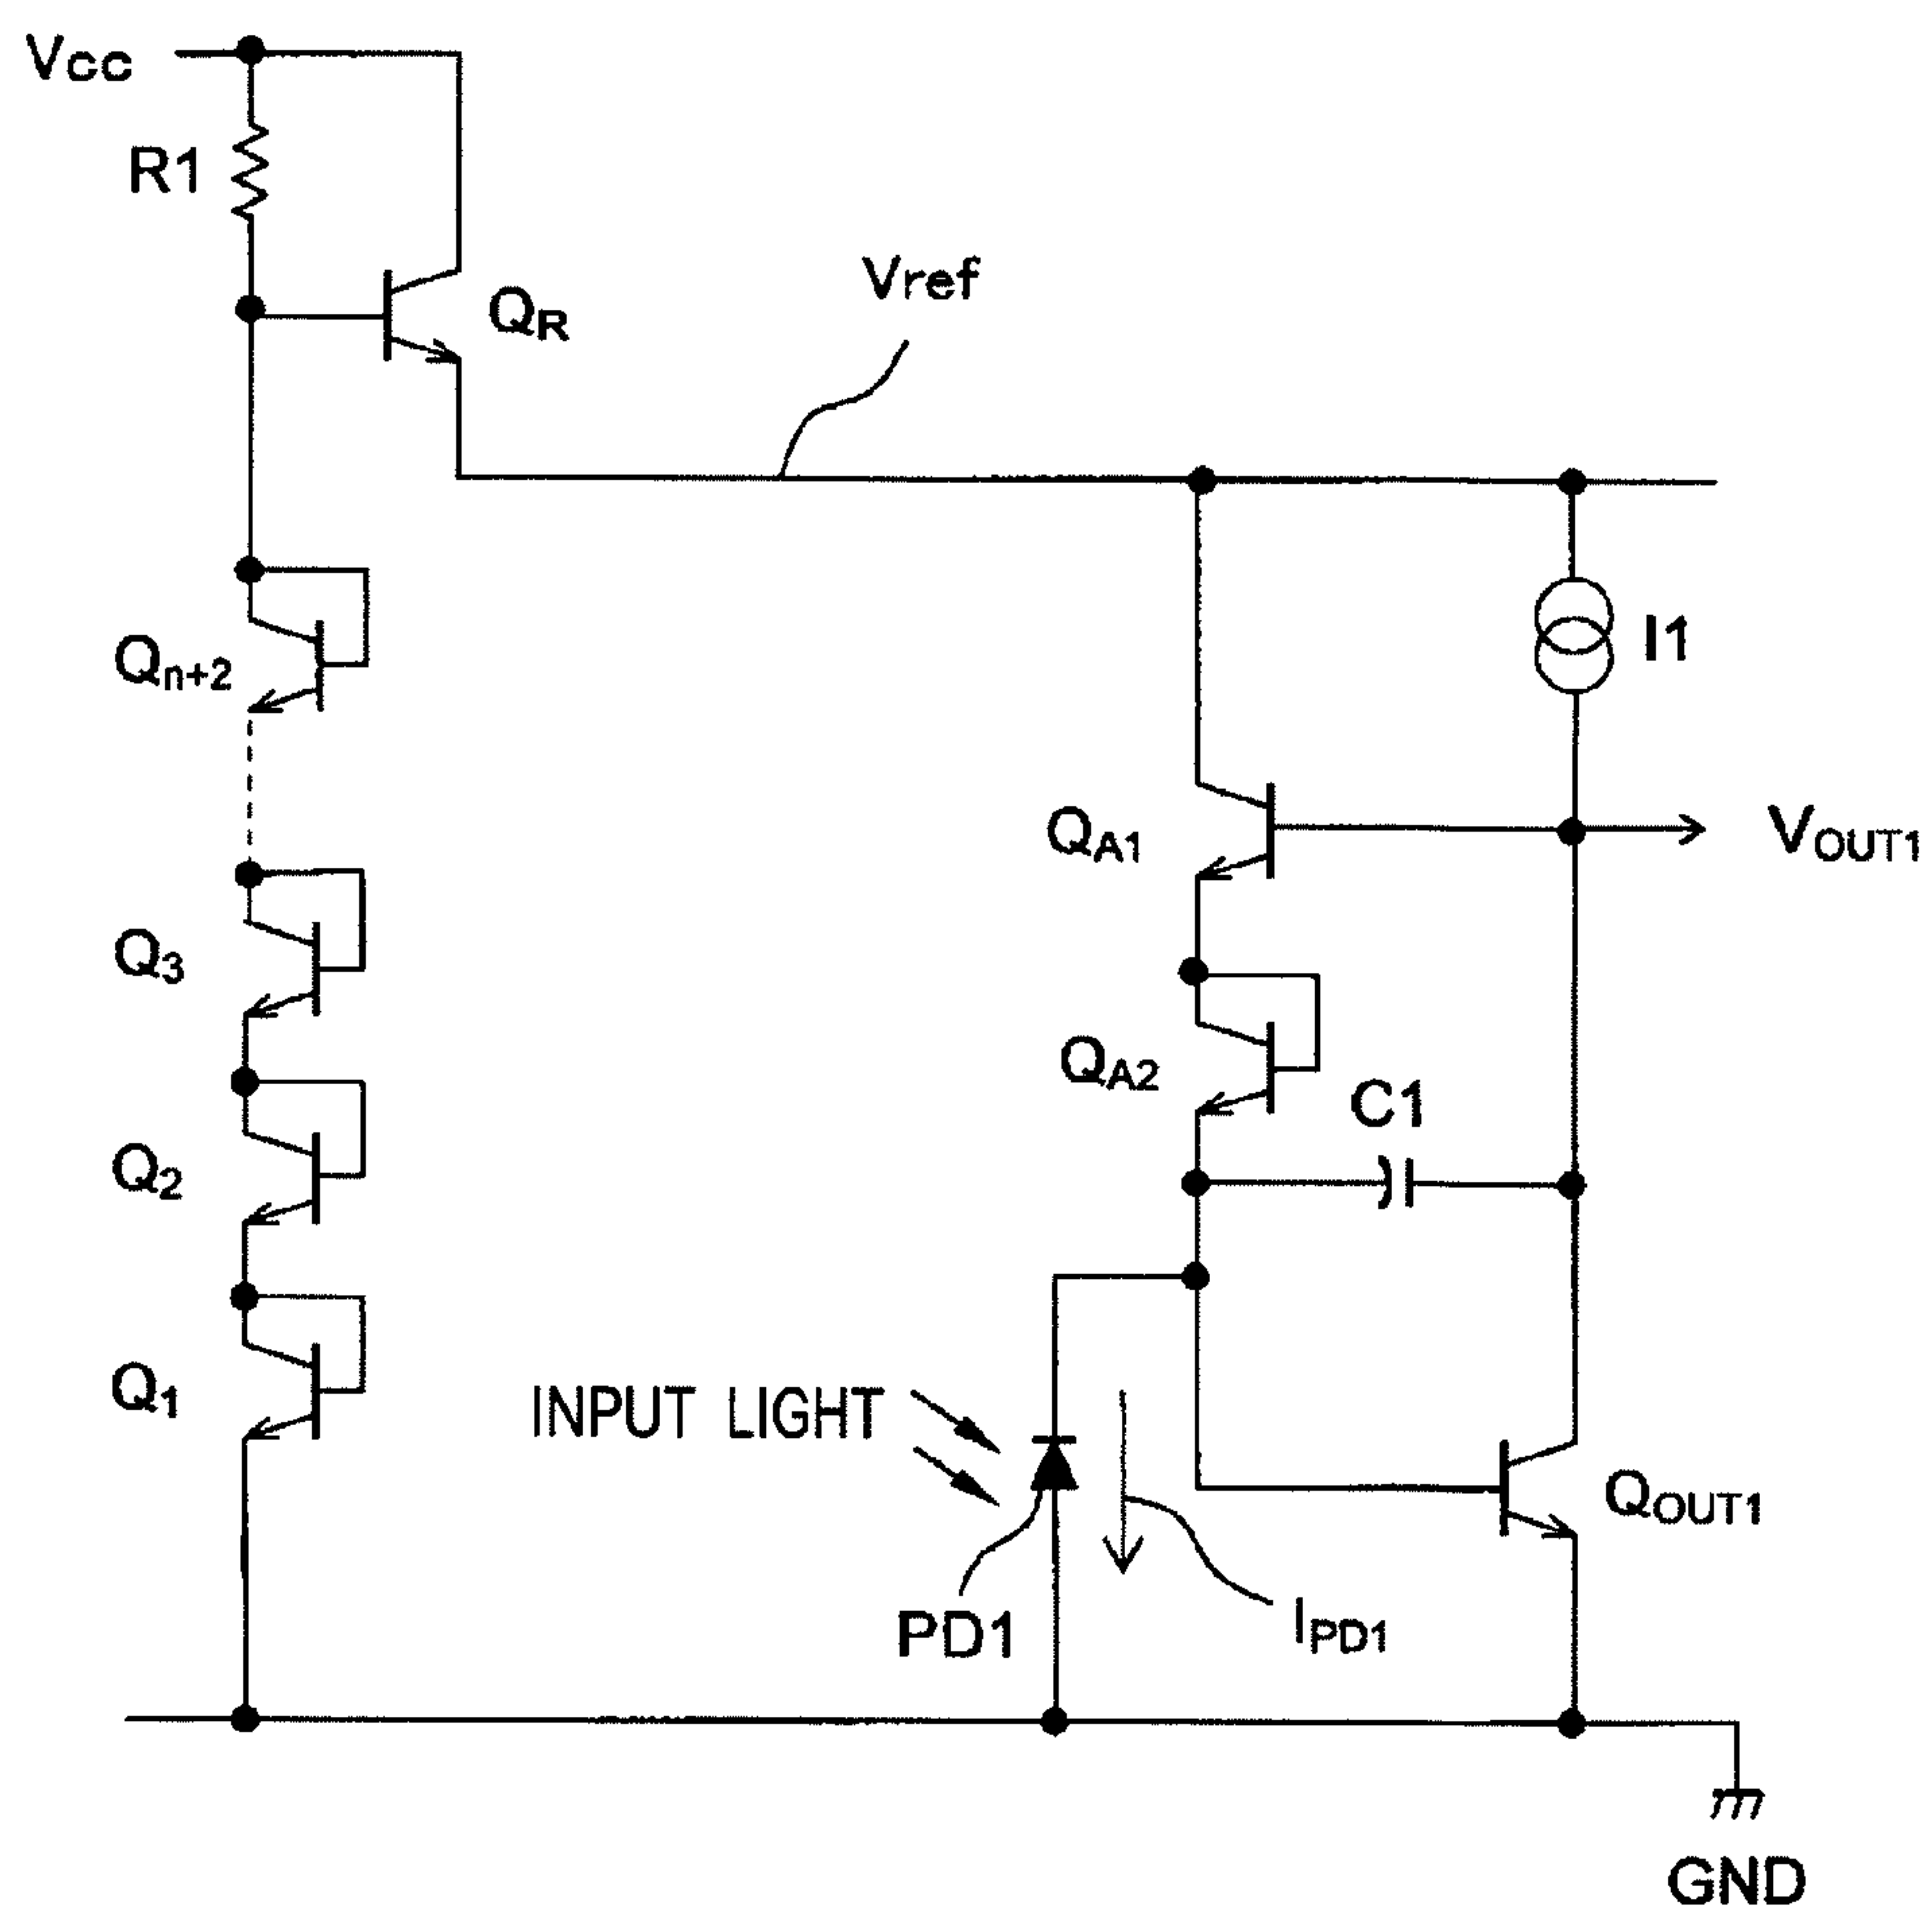 Vcc
R1
QR
Vref
Qn+2
I1
QA1
VOUT1
Q3
QA2
C1
Q2
Q1
INPUT LIGHT
QOUT1
PD1
IPD1
GND